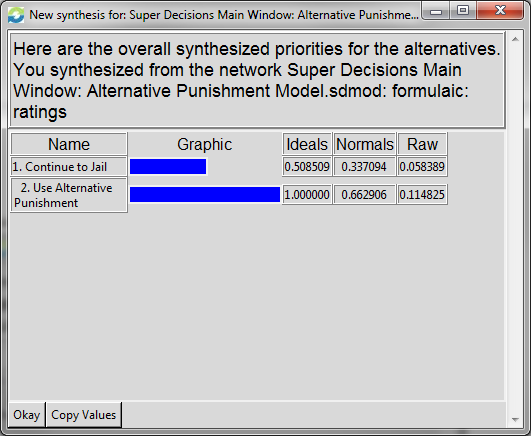 New synthesis for: Super Decisions Main Window: Alternative Punishme...
Here are the overall synthesized priorities for the alternatives.
You synthesized from the network Super Decisions Main
Window: Alternative Punishment Model.sdmod: formulaic:
ratings
Name Graphic Ideals Normals Raw
1. Continue to Jail 0.508509 0.337094 0.058389
2. Use Alternative
Punishment 1.000000 0.662906 0.114825
Okay Copy Values